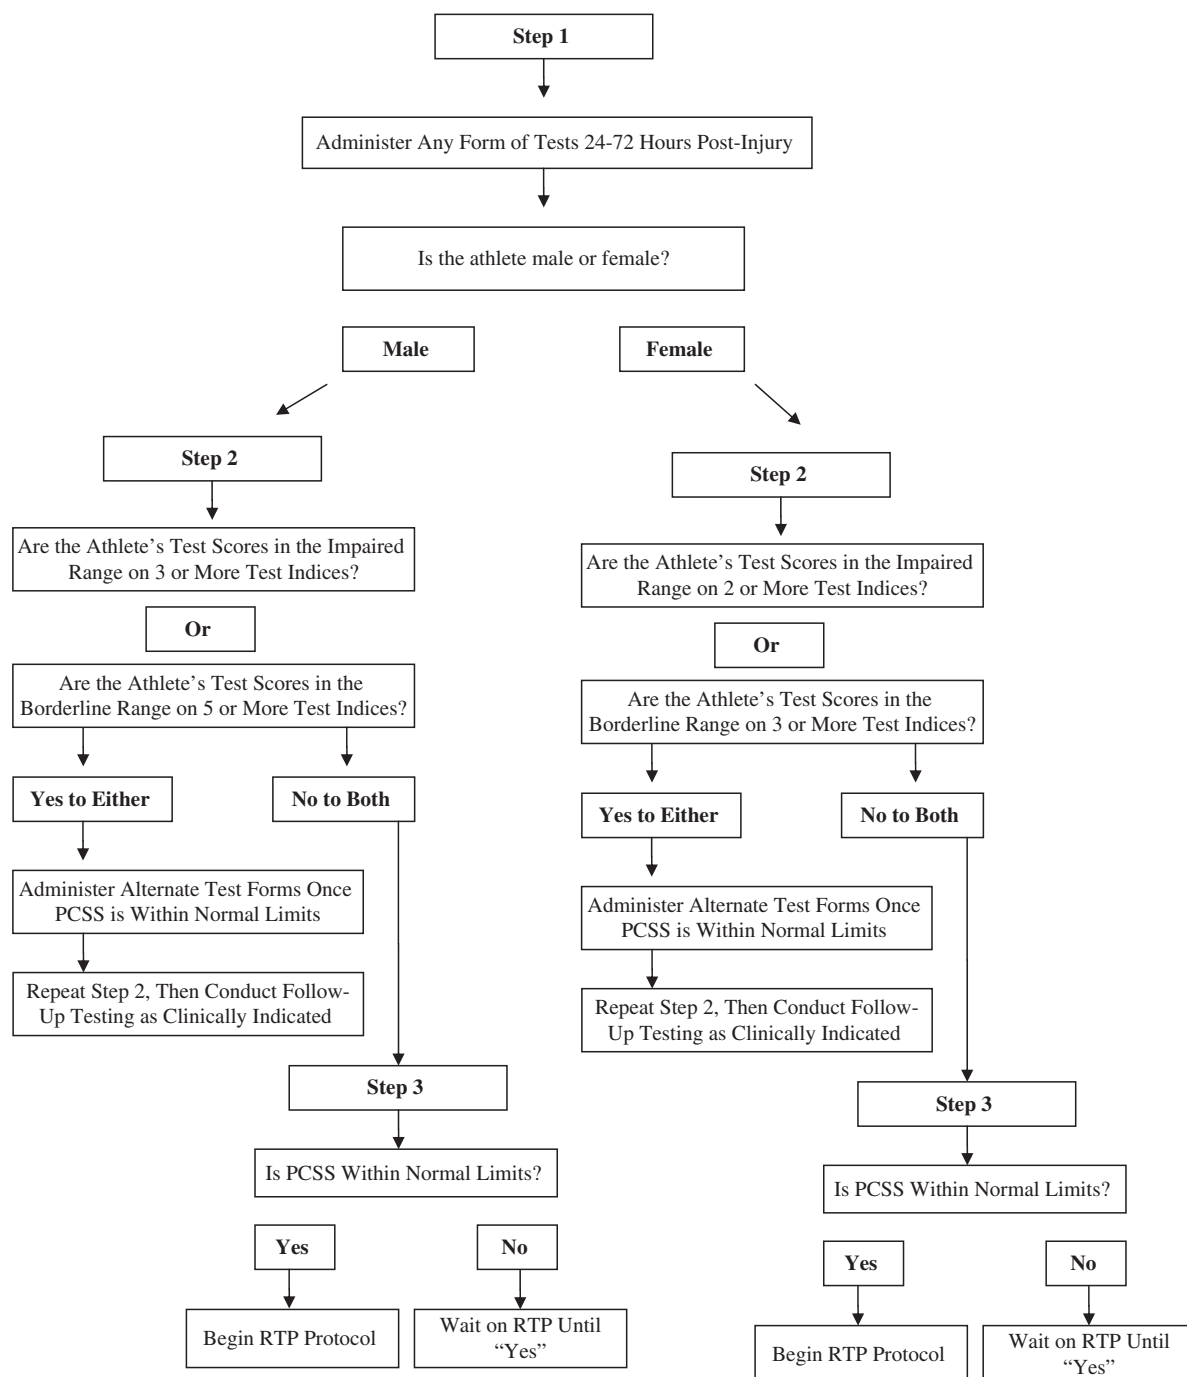 Step 1
Administer Any Form of Tests 24-72 Hours Post-Injury
Is the athlete male or female?
Male
Female
Step 2
Are the Athlete’s Test Scores in the Impaired
Range on 3 or More Test Indices?
Or
Are the Athlete’s Test Scores in the
Borderline Range on 5 or More Test Indices?
Yes to Either
No to Both
Administer Alternate Test Forms Once
PCSS is Within Normal Limits
Repeat Step 2, Then Conduct Follow-
Up Testing as Clinically Indicated
Step 3
Is PCSS Within Normal Limits?
Yes
No
Begin RTP Protocol
Wait on RTP Until
“Yes”
Step 2
Are the Athlete’s Test Scores in the Impaired
Range on 2 or More Test Indices?
Or
Are the Athlete’s Test Scores in the
Borderline Range on 3 or More Test Indices?
Yes to Either
No to Both
Administer Alternate Test Forms Once
PCSS is Within Normal Limits
Repeat Step 2, Then Conduct Follow-
Up Testing as Clinically Indicated
Step 3
Is PCSS Within Normal Limits?
Yes
No
Begin RTP Protocol
Wait on RTP Until
“Yes”